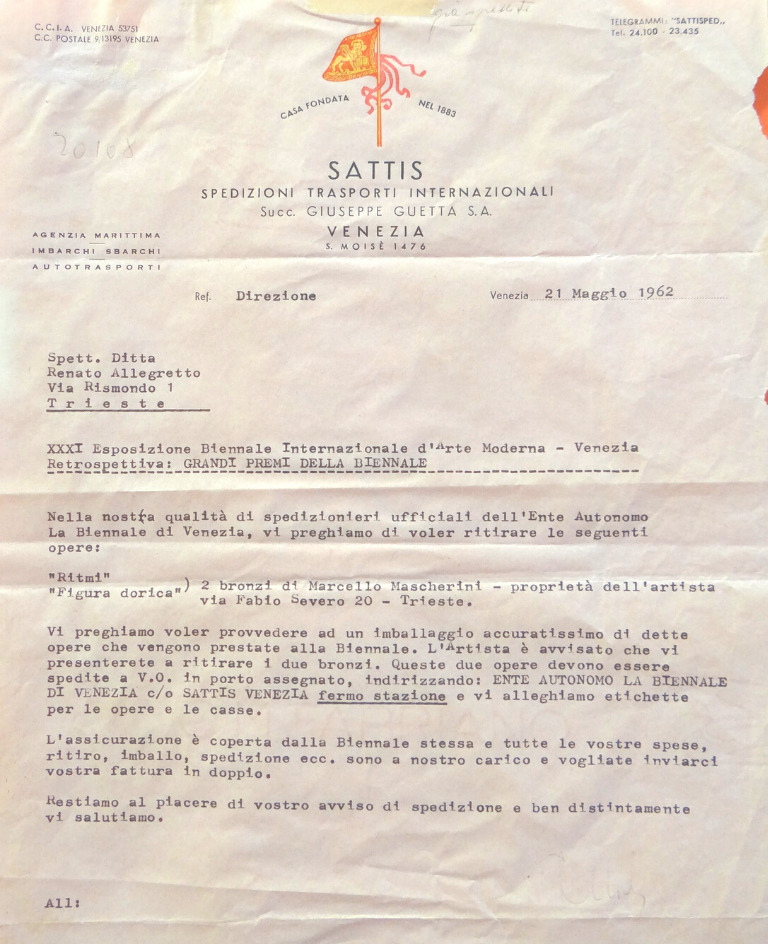 C.C.I.A. VENEZIA 53751
C.C. POSTALE 9/13195 VENEZIA
TELEGRAMMI: "SATTISPED„
Tel. 24.100 - 23.435
CASA FONDATA NEL 1883
20108
SATTIS
SPEDIZIONI TRASPORTI INTERNAZIONALI
Succ. GIUSEPPE GUETTA S.A.
VENEZIA
S. MOISÈ 1476
AGENZIA MARITTIMA
IMBARCHI SBARCHI
AUTOTRASPORTI
Ref. Direzione
Venezia 21 Maggio 1962
Spett. Ditta
Renato Allegretto
Via Rismondo 1
Trieste
XXXI Esposizione Biennale Internazionale d'Arte Moderna - Venezia
Retrospettiva: GRANDI PREMI DELLA BIENNALE
Nella nostra qualità di spedizionieri ufficiali dell'Ente Autonomo
La Biennale di Venezia, vi preghiamo di voler ritirare le seguenti
opere:
"Ritmi"
"Figura dorica") 2 bronzi di Marcello Mascherini - proprietà dell'artista
via Fabio Severo 20 - Trieste.
Vi preghiamo voler provvedere ad un imballaggio accuratissimo di dette
opere che vengono prestate alla Biennale. L'Artista è avvisato che vi
presenterete a ritirare i due bronzi. Queste due opere devono essere
spedite a V.O. in porto assegnato, indirizzando: ENTE AUTONOMO LA BIENNALE
DI VENEZIA c/o SATTIS VENEZIA fermo stazione e vi alleghiamo etichette
per le opere e le casse.
L'assicurazione è coperta dalla Biennale stessa e tutte le vostre spese,
ritiro, imballo, spedizione ecc. sono a nostro carico e vogliate inviarci
vostra fattura in doppio.
Restiamo al piacere di vostro avviso di spedizione e ben distintamente
vi salutiamo.
All: